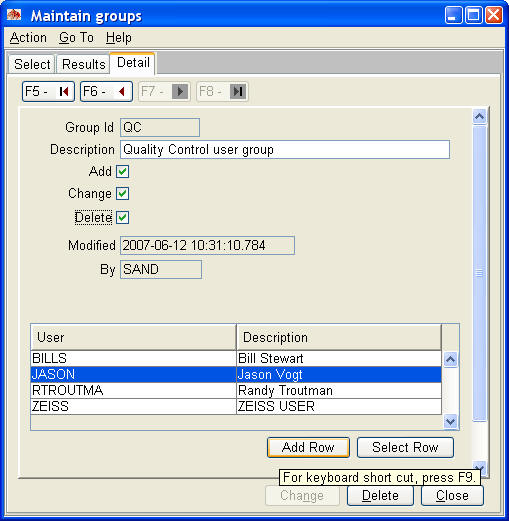 Maintain groups
Action Go To Help
Select Results Detail
F5 - F6 - F7 - F8 -
Group Id QC
Description Quality Control user group
Add
Change
Delete
Modified 2007-06-12 10:31:10.784
By SAND
User Description
BILLS Bill Stewart
JASON Jason Vogt
RTROUTMA Randy Troutman
ZEISS ZEISS USER
Add Row Select Row
For keyboard short cut, press F9.
Change Delete Close